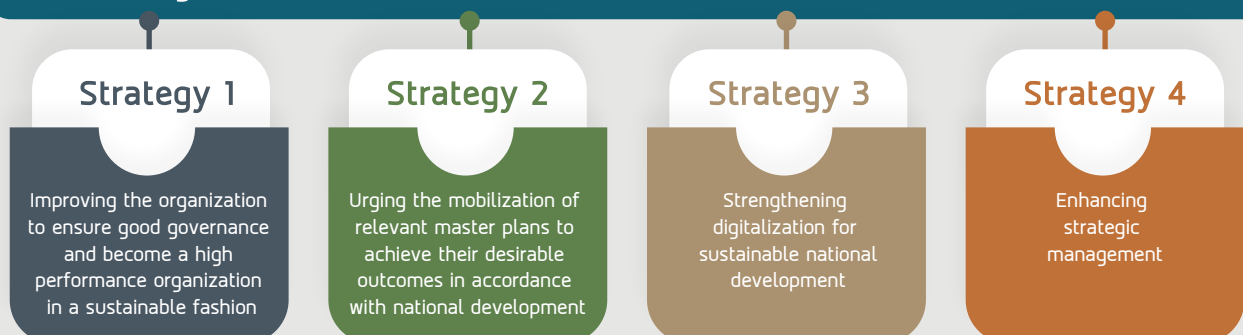 Strategy 1
Improving the organization
to ensure good governance
and become a high
performance organization
in a sustainable fashion
Strategy 2
Urging the mobilization of
relevant master plans to
achieve their desirable
outcomes in accordance
with national development
Strategy 3
Strengthening
digitalization for
sustainable national
development
Strategy 4
Enhancing
strategic
management